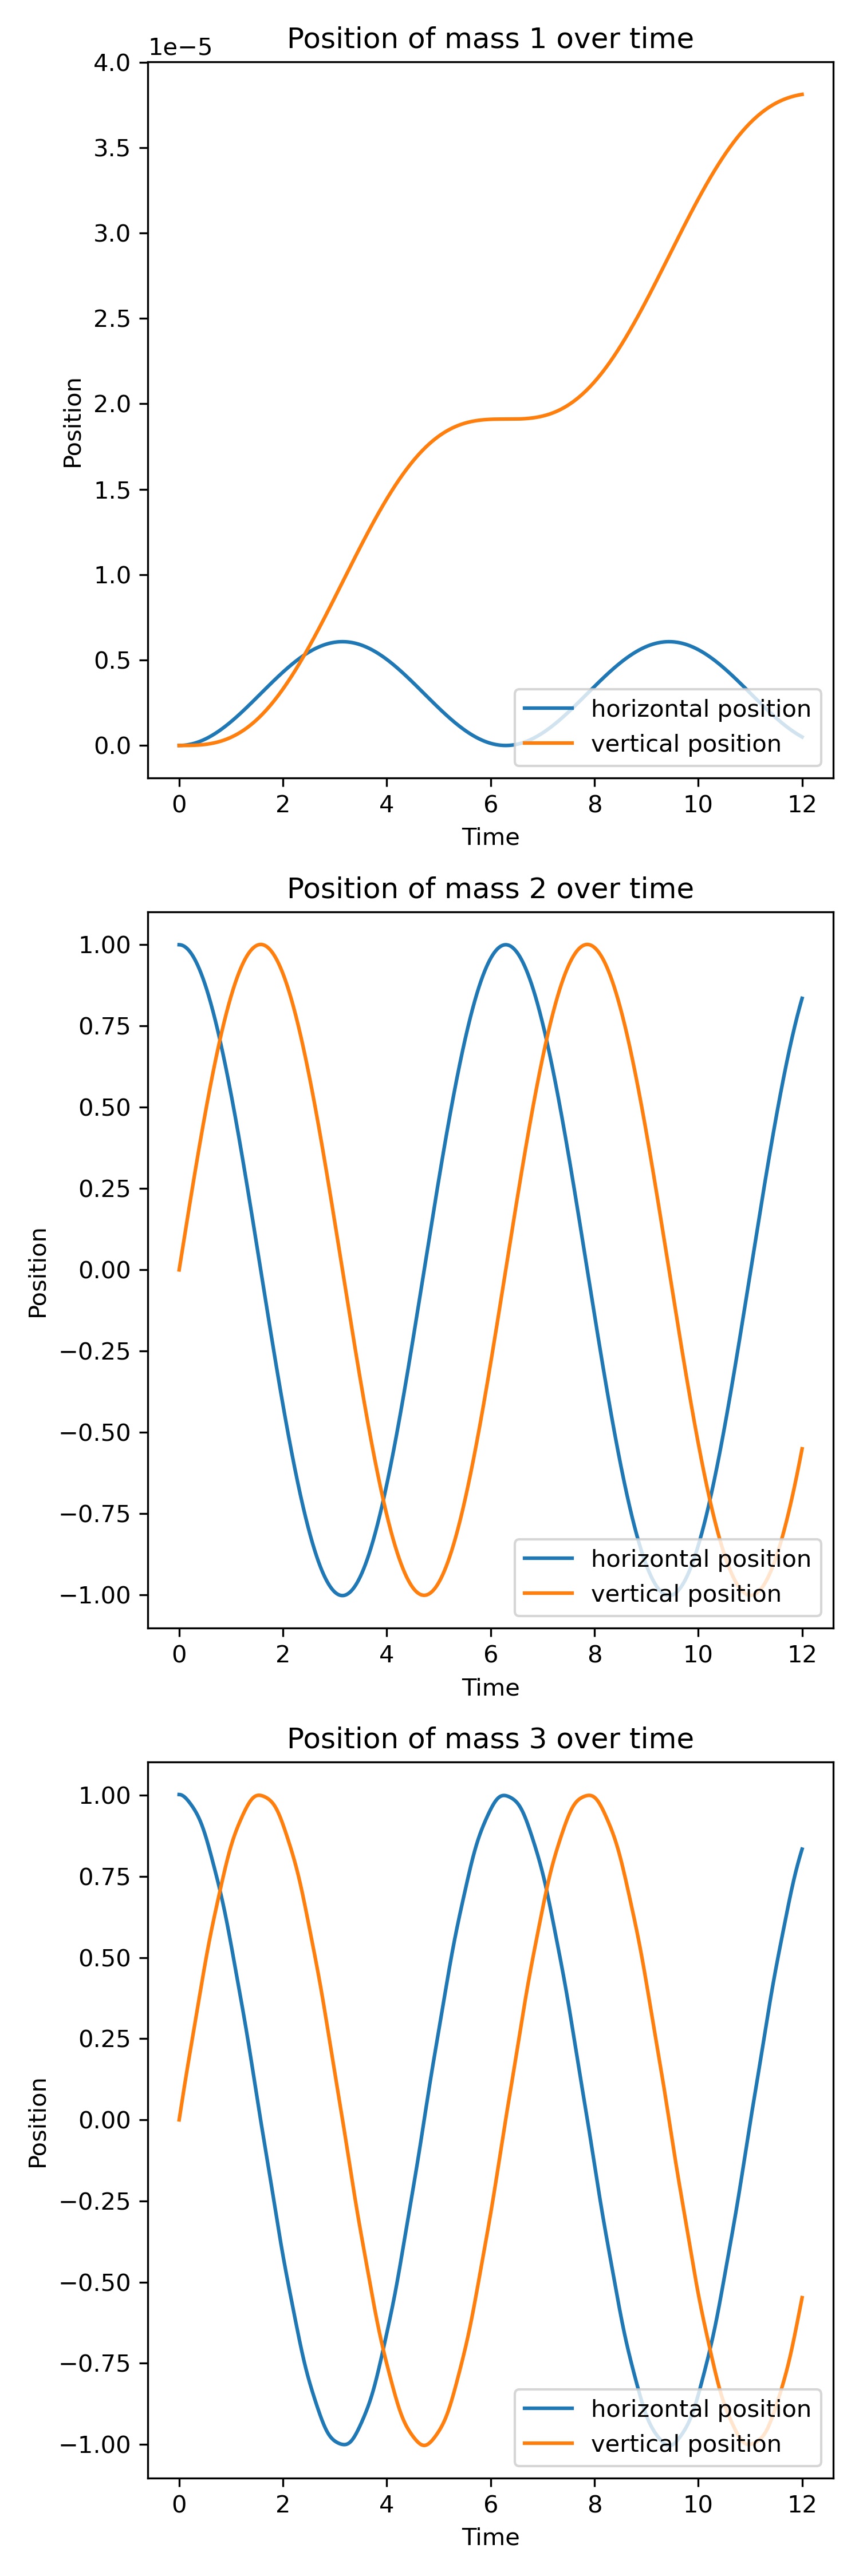 Position of mass 1 over time
1e−5
4.0
3.5
3.0
2.5
2.0
1.5
1.0
0.5
0.0
Position
horizontal position
vertical position
0 2 4 6 8 10 12
Time
Position of mass 2 over time
1.00
0.75
0.50
0.25
0.00
−0.25
−0.50
−0.75
−1.00
Position
horizontal position
vertical position
0 2 4 6 8 10 12
Time
Position of mass 3 over time
1.00
0.75
0.50
0.25
0.00
−0.25
−0.50
−0.75
−1.00
Position
horizontal position
vertical position
0 2 4 6 8 10 12
Time